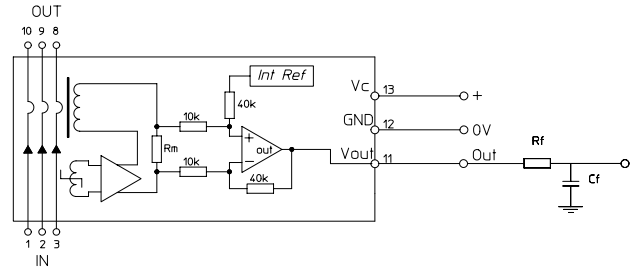 OUT
10 9 8
Int Ref
Vc 13 +
40k
10k
GND 12 0V
Rm
+
out
-
Vout 11 Out
Rf
10k
40k
Cf
1 2 3
IN